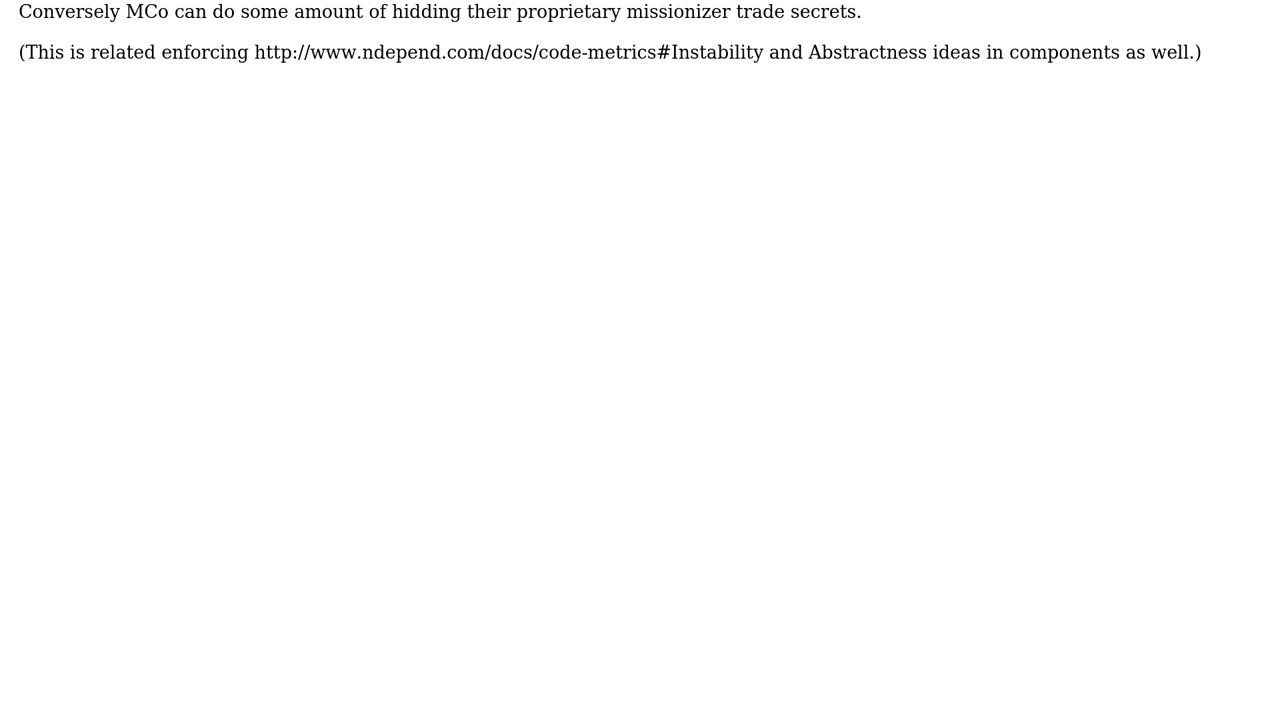 Conversely MCo can do some amount of hidding their proprietary missionizer trade secrets.
(This is related enforcing http://www.ndepend.com/docs/code-metrics#Instability and Abstractness ideas in components as well.)